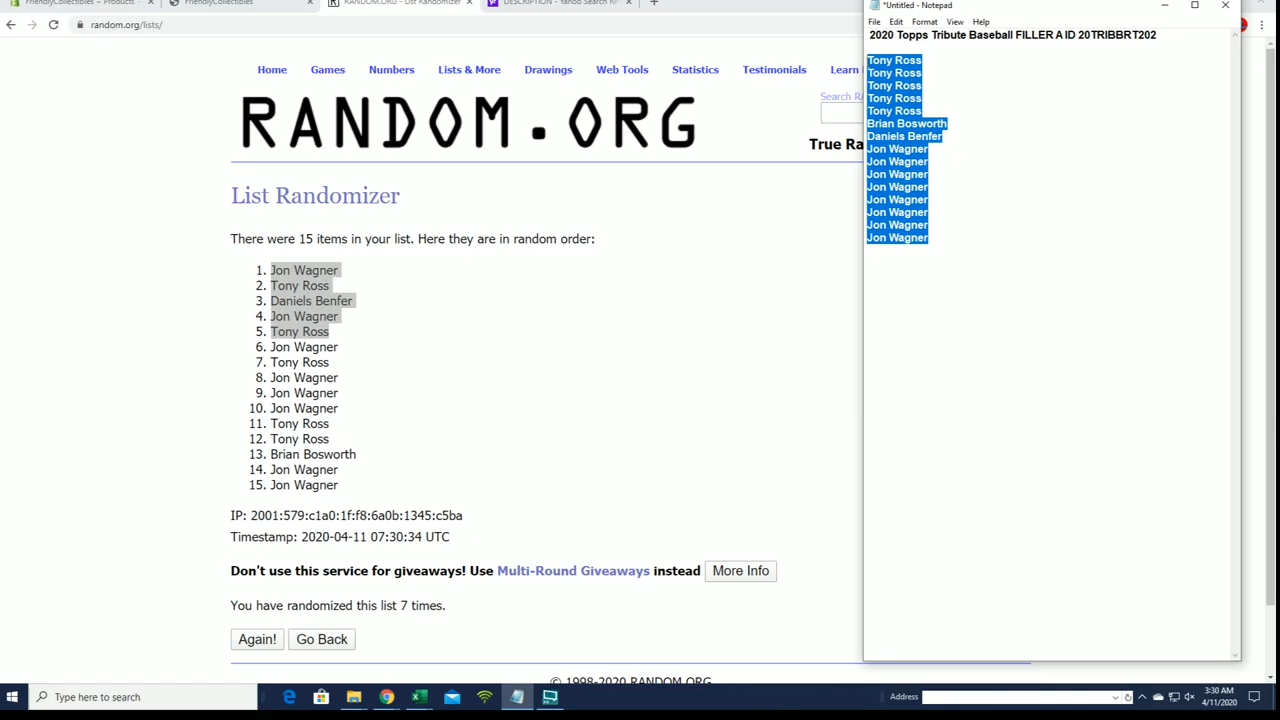 FriendlyCollectibles - Products -
FriendlyCollectibles
RANDOM.ORG - List Randomizer
DESCRIPTION - Yahoo Search Re
random.org/lists/
Home Games Numbers Lists & More Drawings Web Tools Statistics Testimonials Learn
Search Ra
RANDOM.ORG
True Ra
List Randomizer
There were 15 items in your list. Here they are in random order:
1. Jon Wagner
2. Tony Ross
3. Daniels Benfer
4. Jon Wagner
5. Tony Ross
6. Jon Wagner
7. Tony Ross
8. Jon Wagner
9. Jon Wagner
10. Jon Wagner
11. Tony Ross
12. Tony Ross
13. Brian Bosworth
14. Jon Wagner
15. Jon Wagner
IP: 2001:579:c1a0:1f:f8:6a0b:1345:c5ba
Timestamp: 2020-04-11 07:30:34 UTC
Don't use this service for giveaways! Use Multi-Round Giveaways instead More Info
You have randomized this list 7 times.
Again! Go Back
© 1998-2020 RANDOM.ORG
*Untitled - Notepad
File Edit Format View Help
2020 Topps Tribute Baseball FILLER A ID 20TRIBBRT202
Tony Ross
Tony Ross
Tony Ross
Tony Ross
Tony Ross
Brian Bosworth
Daniels Benfer
Jon Wagner
Jon Wagner
Jon Wagner
Jon Wagner
Jon Wagner
Jon Wagner
Jon Wagner
Jon Wagner
Type here to search
Address
3:30 AM
4/11/2020